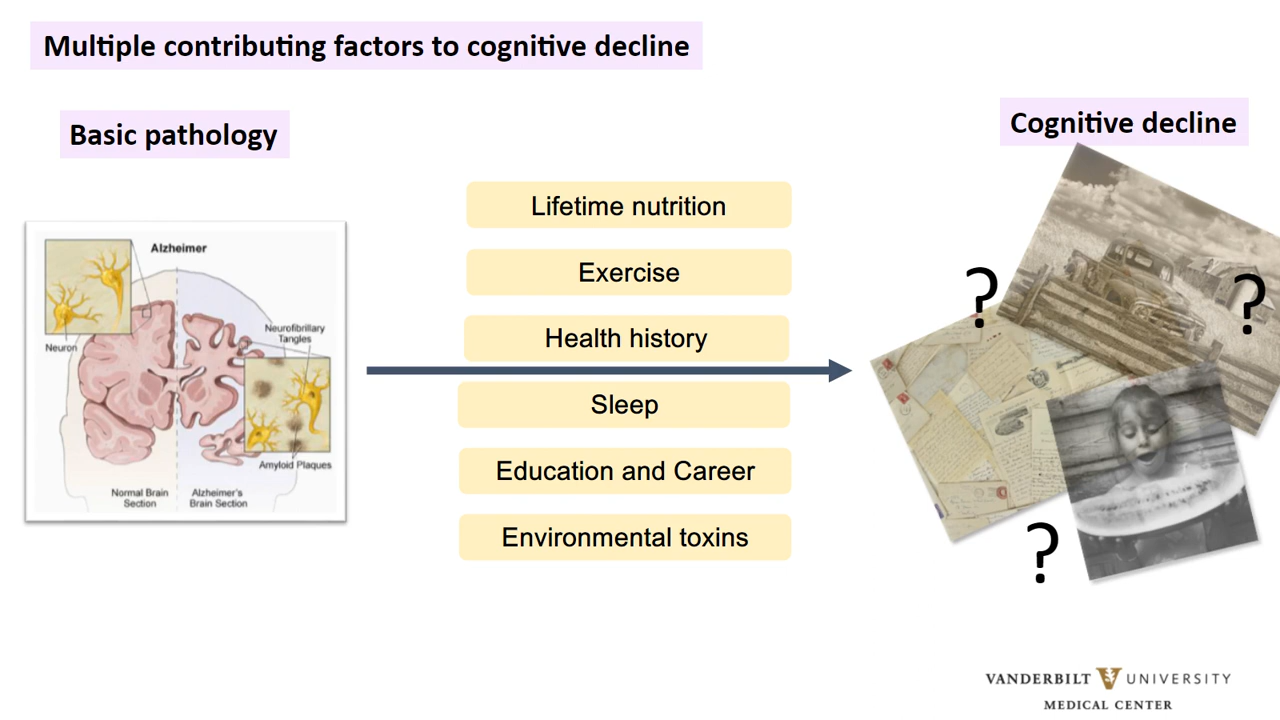 Multiple contributing factors to cognitive decline
Basic pathology
Cognitive decline
Alzheimer
Neuron
Neurofibrillary
Tangles
Amyloid Plaques
Normal Brain
Section
Alzheimer's
Brain Section
Lifetime nutrition
Exercise
Health history
Sleep
Education and Career
Environmental toxins
?
?
?
VANDERBILT UNIVERSITY
MEDICAL CENTER